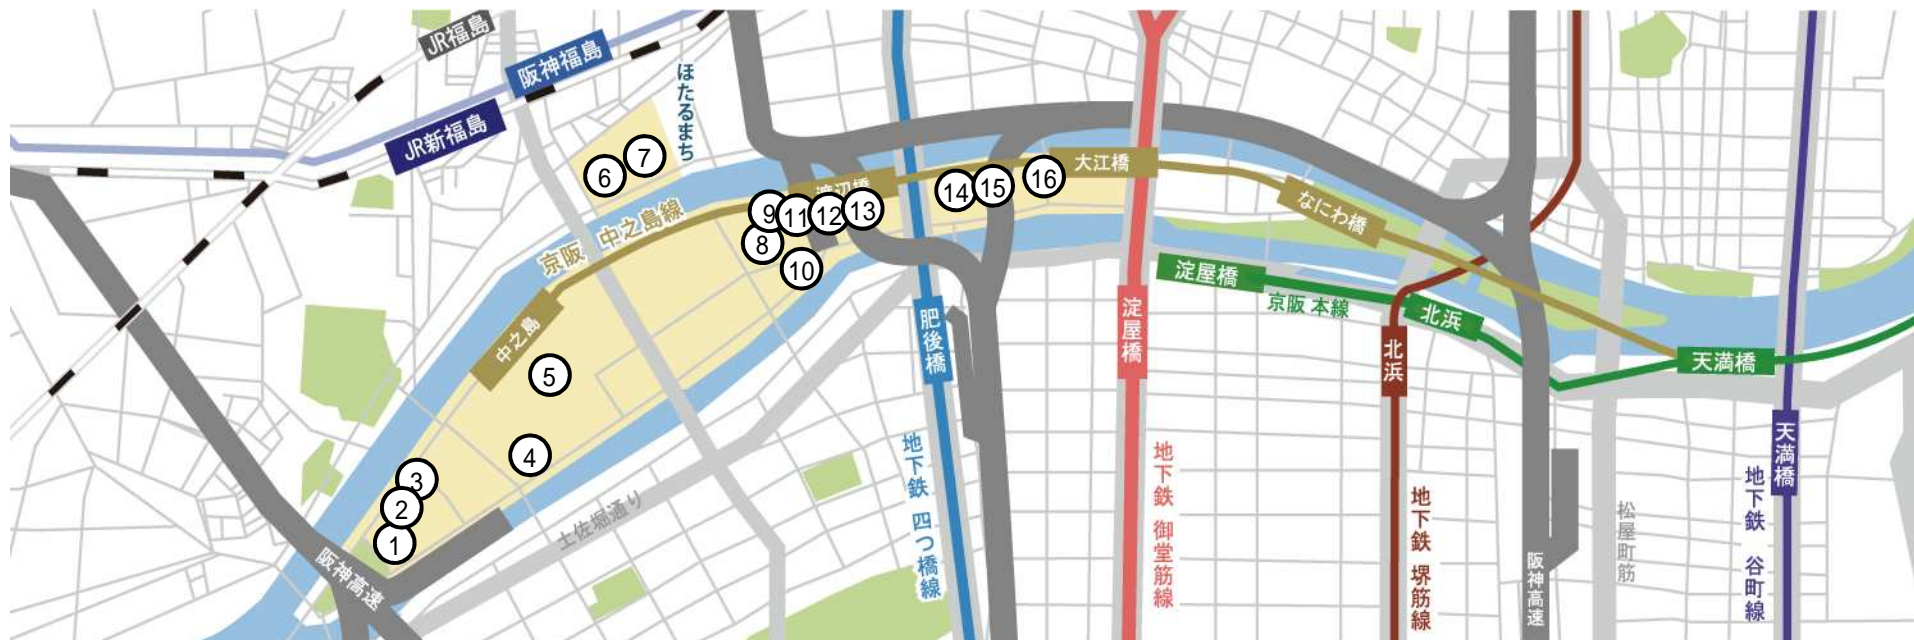 JR福島
阪神福島
JR新福島
ほたるまち
6
7
京阪 中之島線
渡辺橋
9
11
12
13
8
10
14
15
16
大江橋
なにわ橋
中之島
5
4
3
2
1
阪神高速
土佐堀通り
肥後橋
地下鉄 四つ橋線
淀屋橋
地下鉄 御堂筋線
淀屋橋
京阪 本線
北浜
北浜
地下鉄 堺筋線
天満橋
天満橋
地下鉄 谷町線
阪神高速
松屋町筋